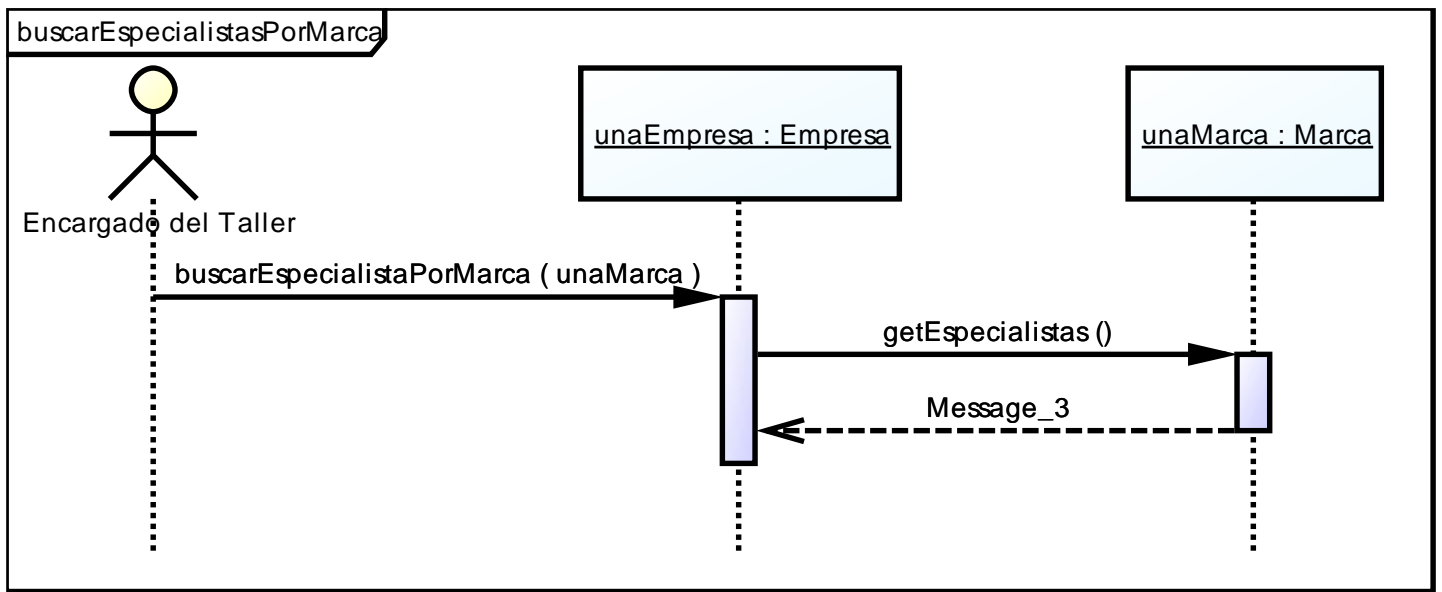 buscarEspecialistasPorMarca
unaEmpresa : Empresa
unaMarca : Marca
Encargado del Taller
buscarEspecialistaPorMarca ( unaMarca )
getEspecialistas ()
Message_3